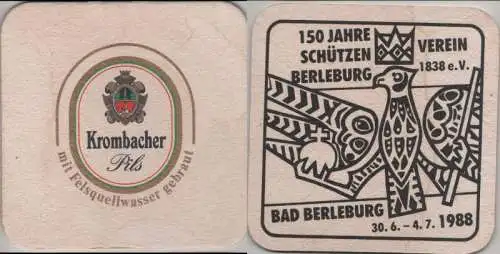 Krombacher
Pils
mit Felsquellwasser gebraut
150 JAHRE
SCHÜTZEN VEREIN
BERLEBURG 1838 e.V.
BAD BERLEBURG
30.6. – 4.7. 1988